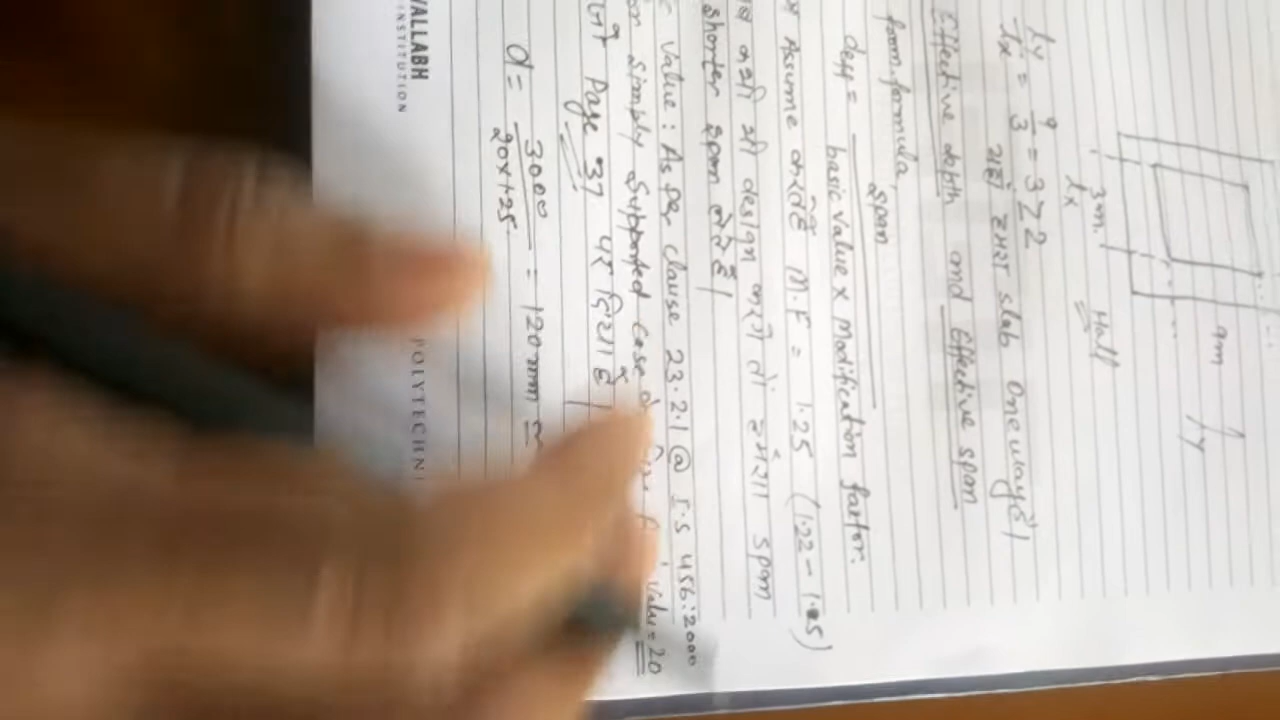 9m
ly
3m.
lx
Hall
ly/lx = 9/3 = 3 > 2
यहाँ हमारा slab One way है।
Effective depth and Effective span
form. formula,
deff = span / basic value x Modification factor.
Assume करते है M.F = 1.25 (1.22 - 1.25)
कभी भी design करेगे तो हमेशा span
shorter span लेते है।
value : As per clause 23.2.1 @ I.S 456:2000
simply supported case value = 20
Page 37 पर दिया है।
d = 3000 / 20x1.25 = 120mm ≈
VALLABH
INSTITUTION
POLYTECHNI